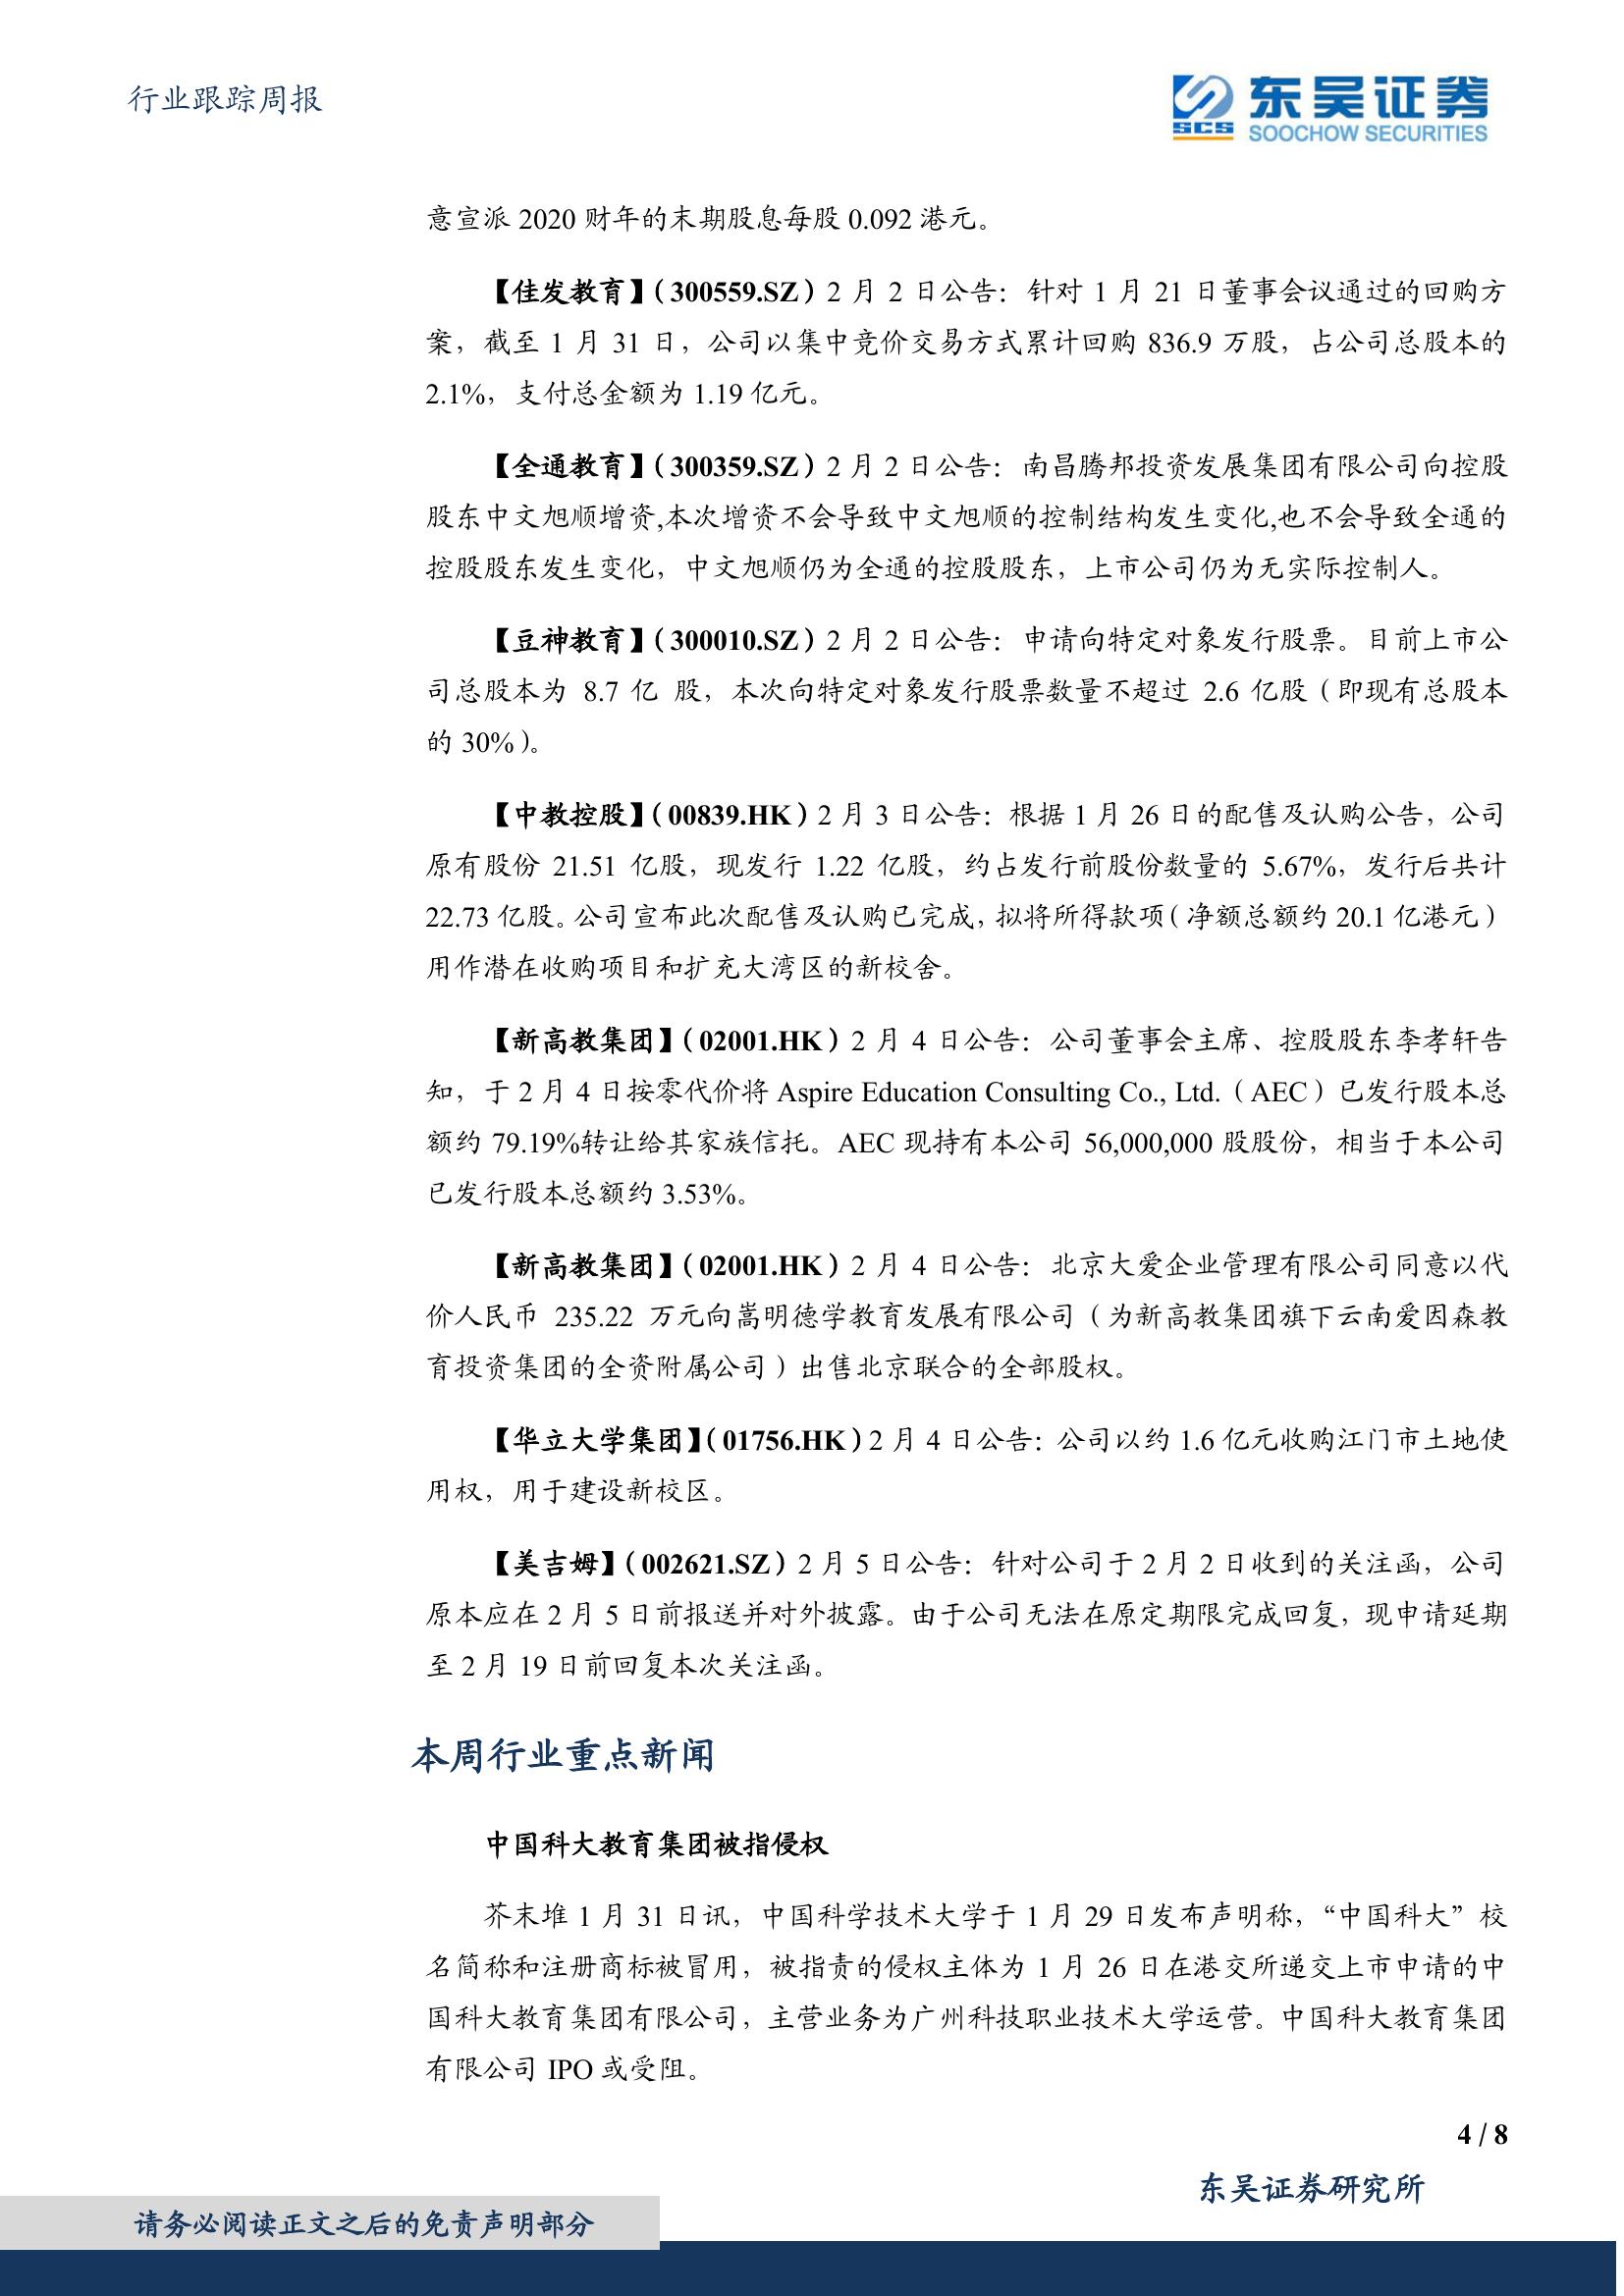 行业跟踪周报
SCS
东吴证券
SOOCHOW SECURITIES
意宣派 2020 财年的末期股息每股 0.092 港元。
【佳发教育】（300559.SZ）2 月 2 日公告：针对 1 月 21 日董事会议通过的回购方
案，截至 1 月 31 日，公司以集中竞价交易方式累计回购 836.9 万股，占公司总股本的
2.1%，支付总金额为 1.19 亿元。
【全通教育】（300359.SZ）2 月 2 日公告：南昌腾邦投资发展集团有限公司向控股
股东中文旭顺增资,本次增资不会导致中文旭顺的控制结构发生变化,也不会导致全通的
控股股东发生变化，中文旭顺仍为全通的控股股东，上市公司仍为无实际控制人。
【豆神教育】（300010.SZ）2 月 2 日公告：申请向特定对象发行股票。目前上市公
司总股本为 8.7 亿 股，本次向特定对象发行股票数量不超过 2.6 亿股（即现有总股本
的 30%）。
【中教控股】（00839.HK）2 月 3 日公告：根据 1 月 26 日的配售及认购公告，公司
原有股份 21.51 亿股，现发行 1.22 亿股，约占发行前股份数量的 5.67%，发行后共计
22.73 亿股。公司宣布此次配售及认购已完成，拟将所得款项（净额总额约 20.1 亿港元）
用作潜在收购项目和扩充大湾区的新校舍。
【新高教集团】（02001.HK）2 月 4 日公告：公司董事会主席、控股股东李孝轩告
知，于 2 月 4 日按零代价将 Aspire Education Consulting Co., Ltd.（AEC）已发行股本总
额约 79.19%转让给其家族信托。AEC 现持有本公司 56,000,000 股股份，相当于本公司
已发行股本总额约 3.53%。
【新高教集团】（02001.HK）2 月 4 日公告：北京大爱企业管理有限公司同意以代
价人民币 235.22 万元向嵩明德学教育发展有限公司（为新高教集团旗下云南爱因森教
育投资集团的全资附属公司）出售北京联合的全部股权。
【华立大学集团】（01756.HK）2 月 4 日公告：公司以约 1.6 亿元收购江门市土地使
用权，用于建设新校区。
【美吉姆】（002621.SZ）2 月 5 日公告：针对公司于 2 月 2 日收到的关注函，公司
原本应在 2 月 5 日前报送并对外披露。由于公司无法在原定期限完成回复，现申请延期
至 2 月 19 日前回复本次关注函。
本周行业重点新闻
中国科大教育集团被指侵权
芥末堆 1 月 31 日讯，中国科学技术大学于 1 月 29 日发布声明称，“中国科大”校
名简称和注册商标被冒用，被指责的侵权主体为 1 月 26 日在港交所递交上市申请的中
国科大教育集团有限公司，主营业务为广州科技职业技术大学运营。中国科大教育集团
有限公司 IPO 或受阻。
4 / 8
东吴证券研究所
请务必阅读正文之后的免责声明部分